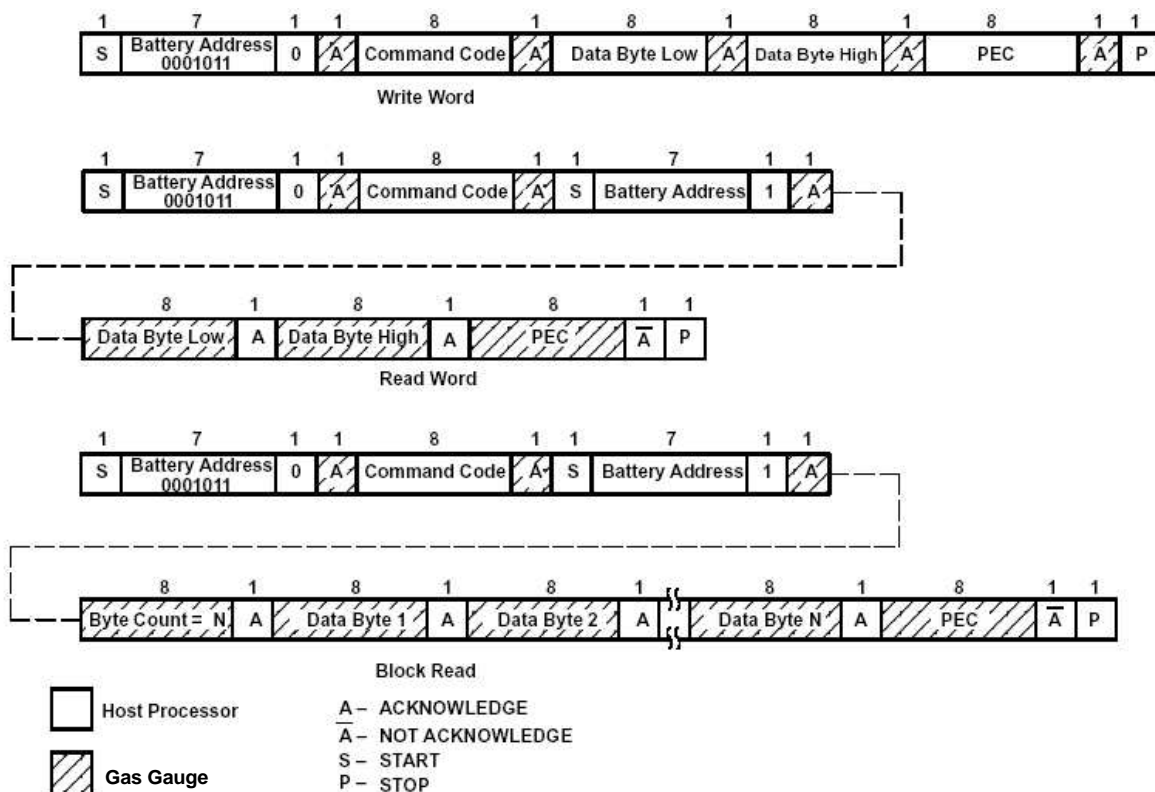 1 7 1 1 8 1 8 1 8 1 8 1 1
S Battery Address 0001011 0 A Command Code A Data Byte Low A Data Byte High A PEC A P
Write Word
1 7 1 1 8 1 1 7 1 1
S Battery Address 0001011 0 A Command Code A S Battery Address 1 A
8 1 8 1 8 1 1
Data Byte Low A Data Byte High A PEC A̅ P
Read Word
1 7 1 1 8 1 1 7 1 1
S Battery Address 0001011 0 A Command Code A S Battery Address 1 A
8 1 8 1 8 1 8 1 8 1 1
Byte Count = N A Data Byte 1 A Data Byte 2 A Data Byte N A PEC A̅ P
Block Read
Host Processor
Gas Gauge
A – ACKNOWLEDGE
A̅ – NOT ACKNOWLEDGE
S – START
P – STOP